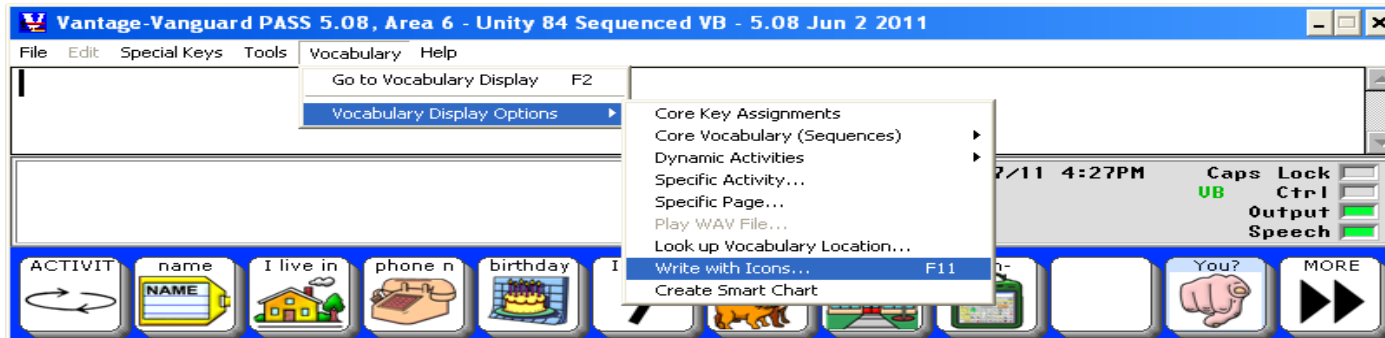 Vantage-Vanguard PASS 5.08, Area 6 - Unity 84 Sequenced VB - 5.08 Jun 2 2011
File Edit Special Keys Tools Vocabulary Help
Go to Vocabulary Display F2
Vocabulary Display Options
Core Key Assignments
Core Vocabulary (Sequences)
Dynamic Activities
Specific Activity...
Specific Page...
Play WAV File...
Look up Vocabulary Location...
Write with Icons... F11
Create Smart Chart
7/11 4:27PM
Caps Lock
VB Ctrl
Output
Speech
ACTIVIT name I live in phone n birthday I You? MORE
NAME